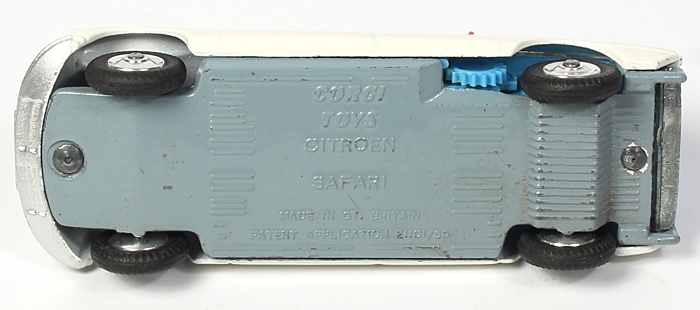 CORGI
TOYS
CITROEN
SAFARI
MADE IN GT. BRITAIN
PATENT APPLICATION